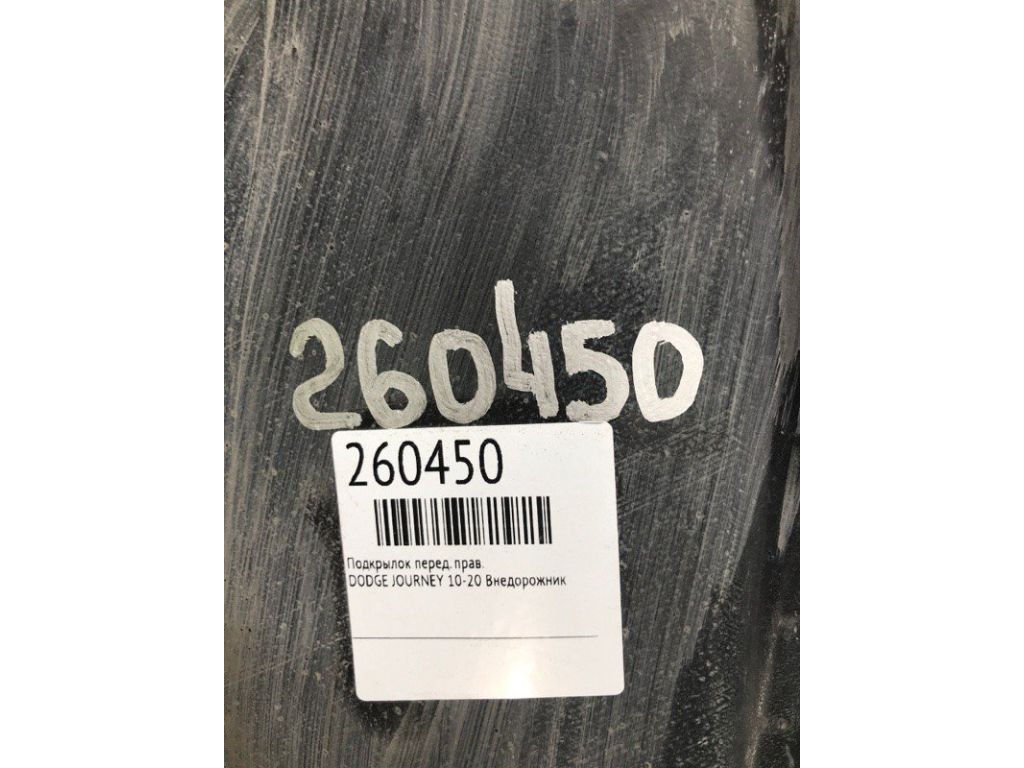 260450
260450
Подкрылок перед. прав.
DODGE JOURNEY 10-20 Внедорожник